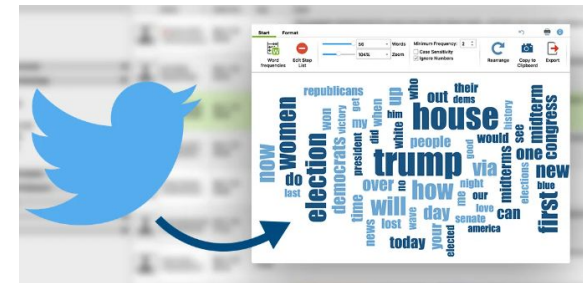 Start Format
50 Words Minimum Frequency: 2
104% Zoom Case Sensitivity
Ignore Numbers
Word Frequencies
Edit Stop List
Rearrange
Copy to Clipboard
Export
republicans
get
when
up
who
out
their
dems
house
history
midterm
congress
now
women
won
victory
my
did
him
white
people
would
see
do
last
election
democrats
president
trump
good
via
midterms
one
new
blue
over
no
how
night
me
our
elections
first
time
will
wave
day
love
can
news
lost
your
senate
america
today
elected